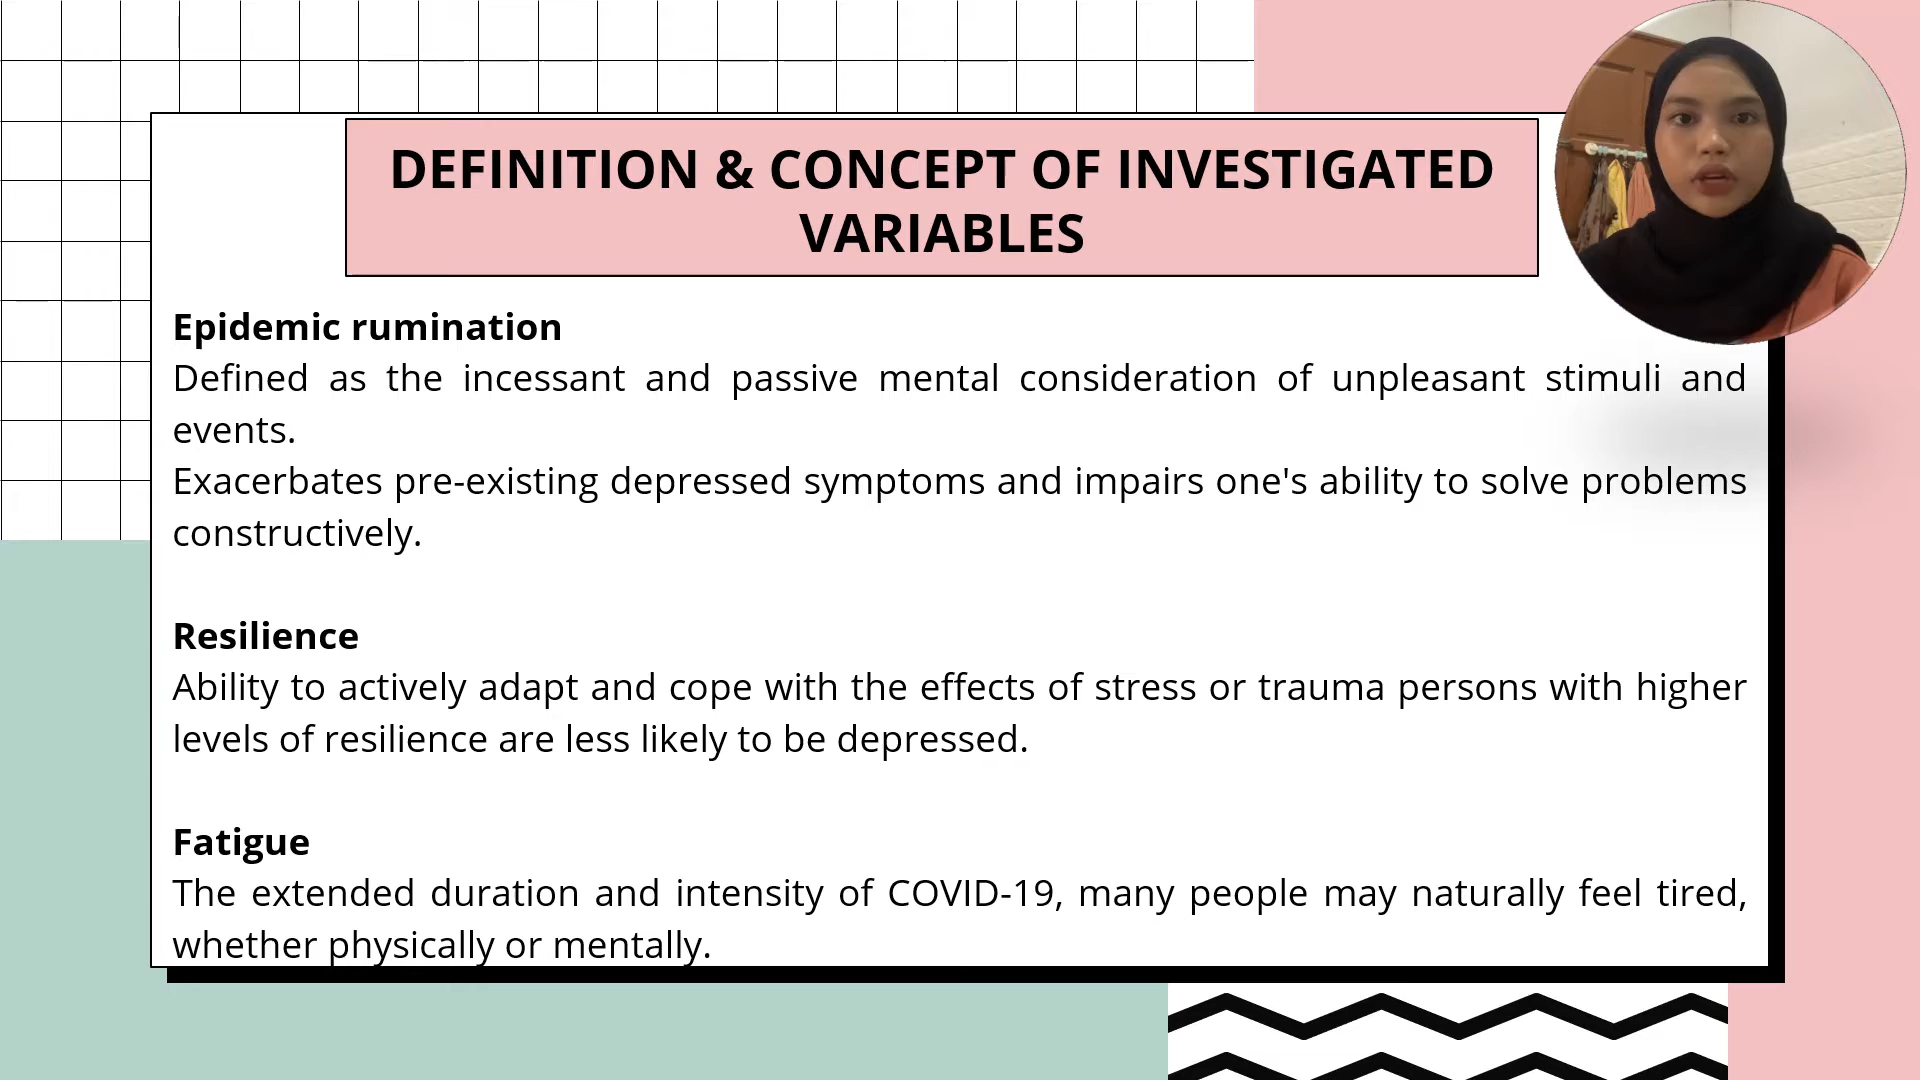 DEFINITION & CONCEPT OF INVESTIGATED
VARIABLES
Epidemic rumination
Defined as the incessant and passive mental consideration of unpleasant stimuli and
events.
Exacerbates pre-existing depressed symptoms and impairs one's ability to solve problems
constructively.
Resilience
Ability to actively adapt and cope with the effects of stress or trauma persons with higher
levels of resilience are less likely to be depressed.
Fatigue
The extended duration and intensity of COVID-19, many people may naturally feel tired,
whether physically or mentally.